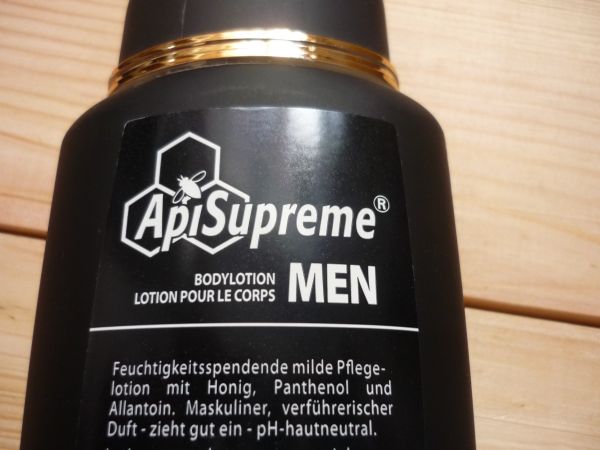 ApiSupreme®
BODYLOTION
LOTION POUR LE CORPS MEN
Feuchtigkeitsspendende milde Pflege-
lotion mit Honig, Panthenol und
Allantoin. Maskuliner, verführerischer
Duft - zieht gut ein - pH-hautneutral.